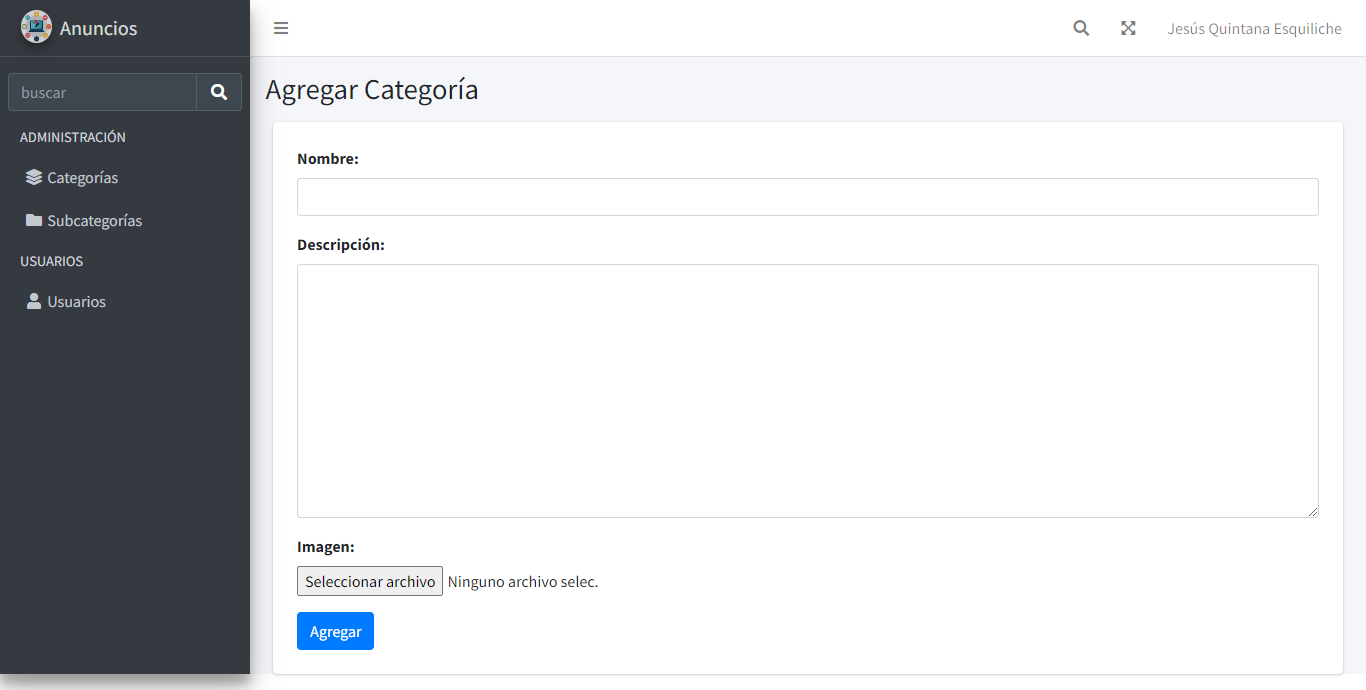 Anuncios
Jesús Quintana Esquiliche
buscar
ADMINISTRACIÓN
Categorías
Subcategorías
USUARIOS
Usuarios
Agregar Categoría
Nombre:
Descripción:
Imagen:
Seleccionar archivo Ninguno archivo selec.
Agregar